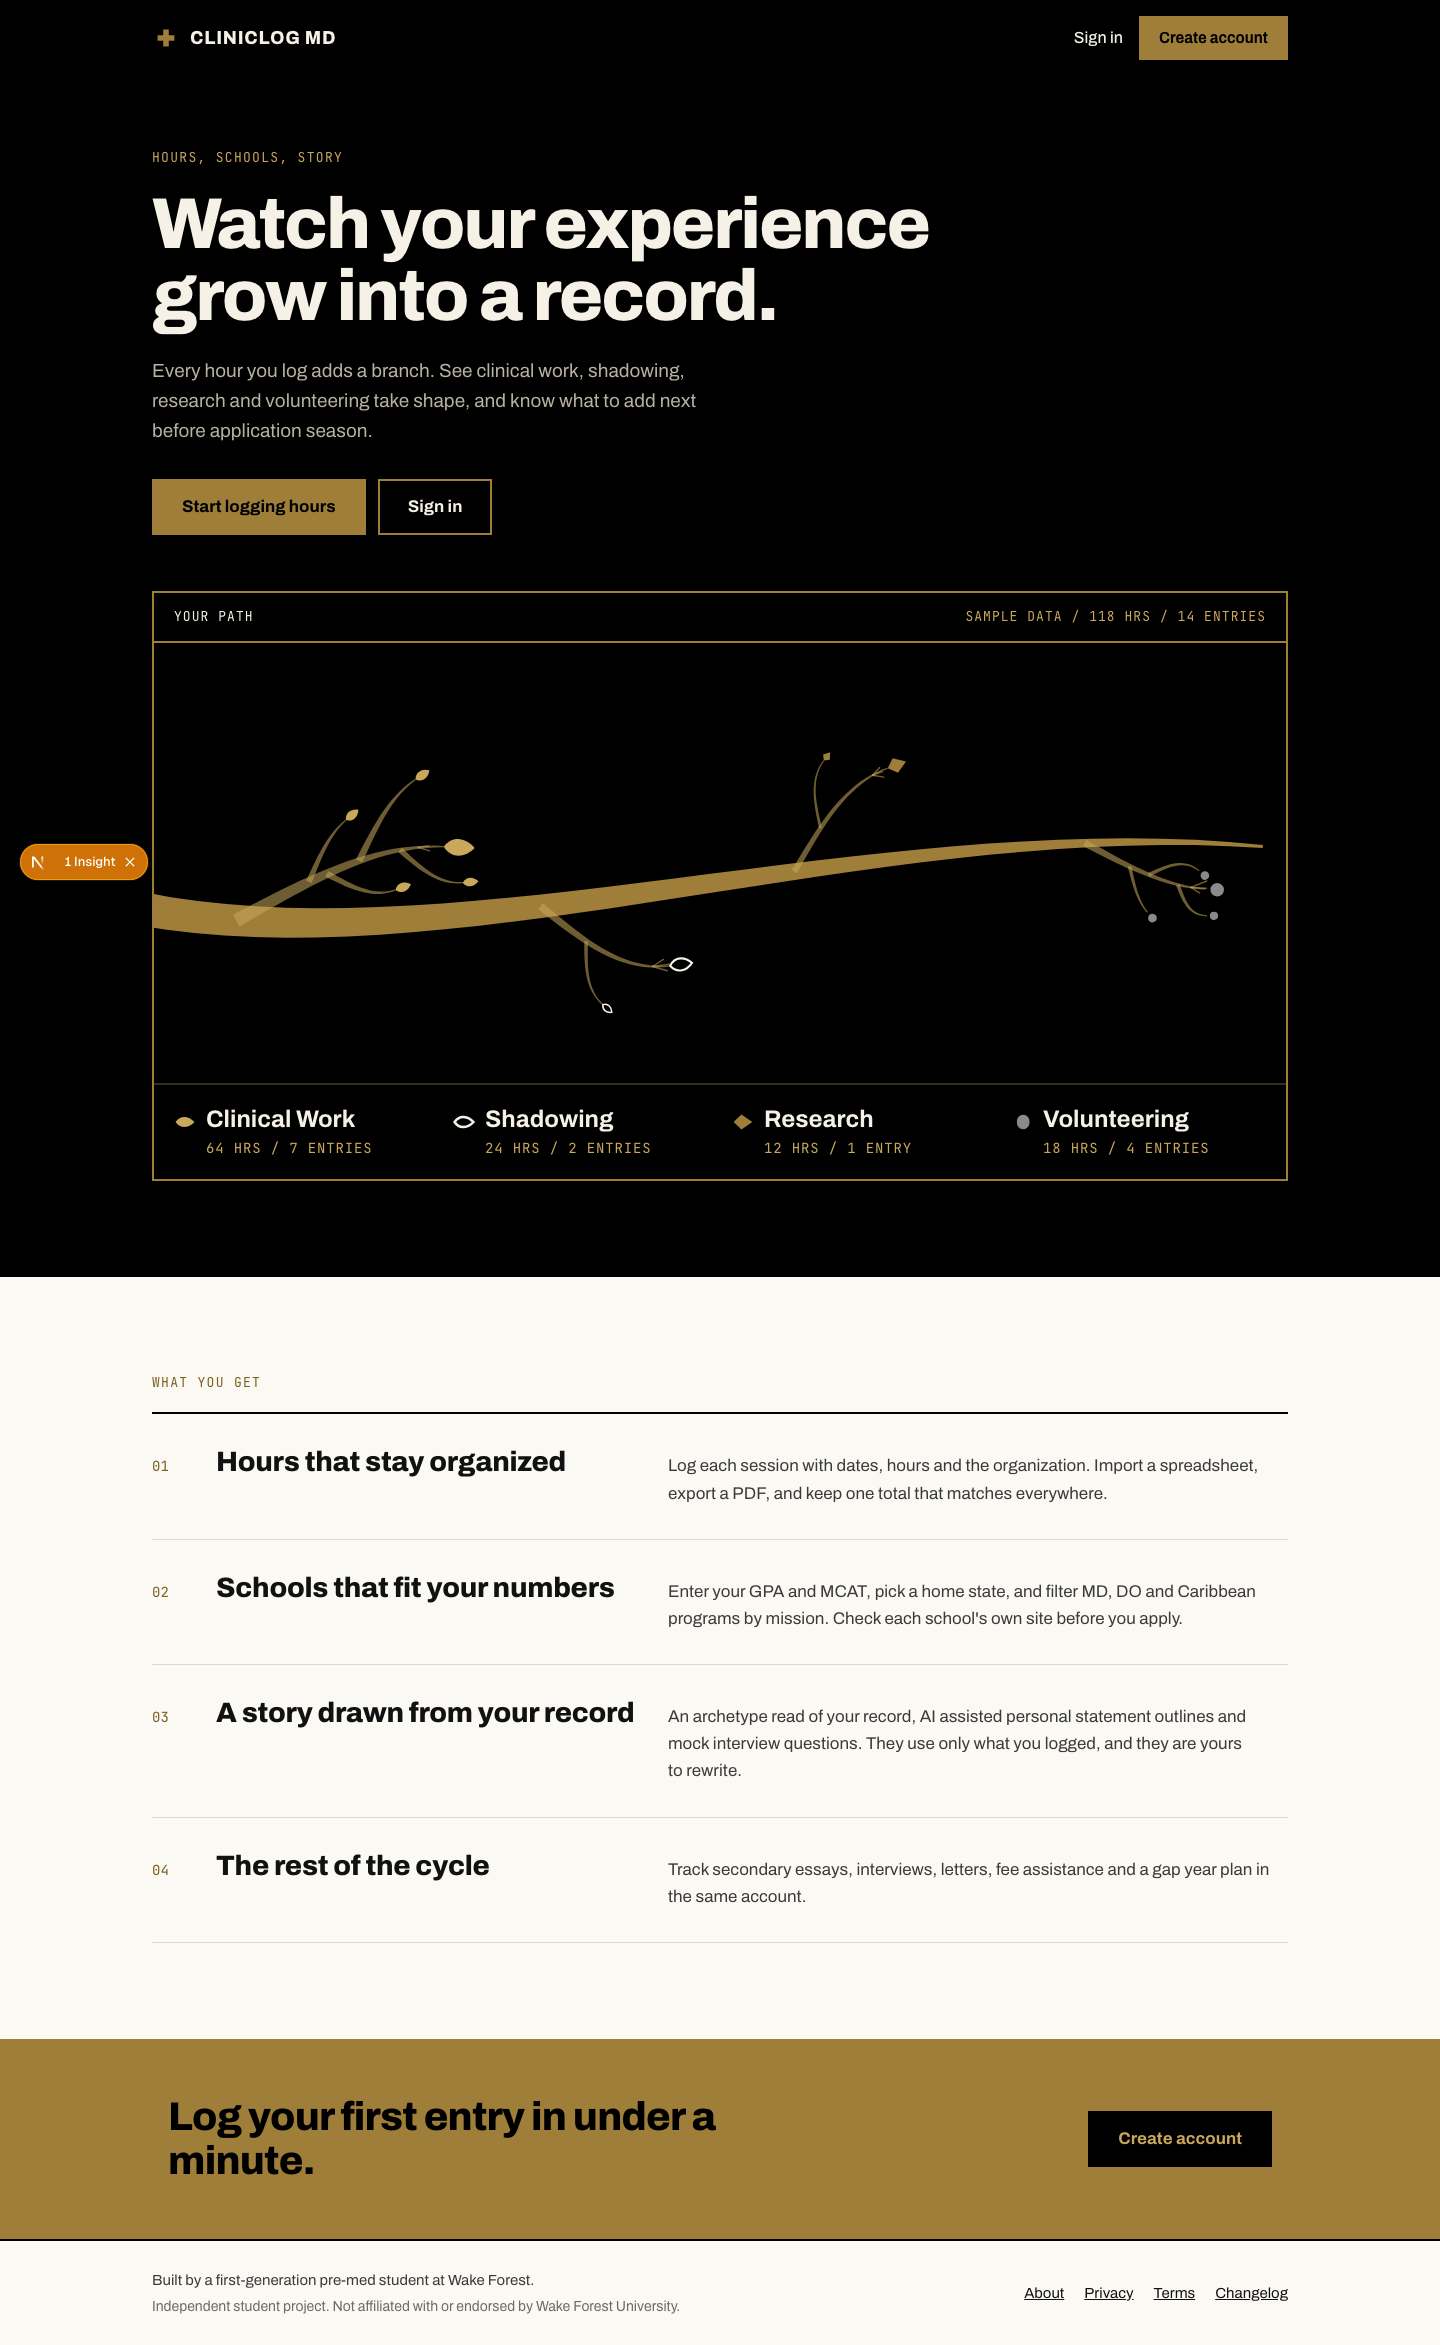 CLINICLOG MD
Sign in
Create account
HOURS, SCHOOLS, STORY
Watch your experience
grow into a record.
Every hour you log adds a branch. See clinical work, shadowing,
research and volunteering take shape, and know what to add next
before application season.
Start logging hours
Sign in
YOUR PATH
SAMPLE DATA / 118 HRS / 14 ENTRIES
N
1 Insight
Clinical Work
64 HRS / 7 ENTRIES
Shadowing
24 HRS / 2 ENTRIES
Research
12 HRS / 1 ENTRY
Volunteering
18 HRS / 4 ENTRIES
WHAT YOU GET
01
Hours that stay organized
Log each session with dates, hours and the organization. Import a spreadsheet,
export a PDF, and keep one total that matches everywhere.
02
Schools that fit your numbers
Enter your GPA and MCAT, pick a home state, and filter MD, DO and Caribbean
programs by mission. Check each school's own site before you apply.
03
A story drawn from your record
An archetype read of your record, AI assisted personal statement outlines and
mock interview questions. They use only what you logged, and they are yours
to rewrite.
04
The rest of the cycle
Track secondary essays, interviews, letters, fee assistance and a gap year plan in
the same account.
Log your first entry in under a
minute.
Create account
Built by a first-generation pre-med student at Wake Forest.
Independent student project. Not affiliated with or endorsed by Wake Forest University.
About
Privacy
Terms
Changelog